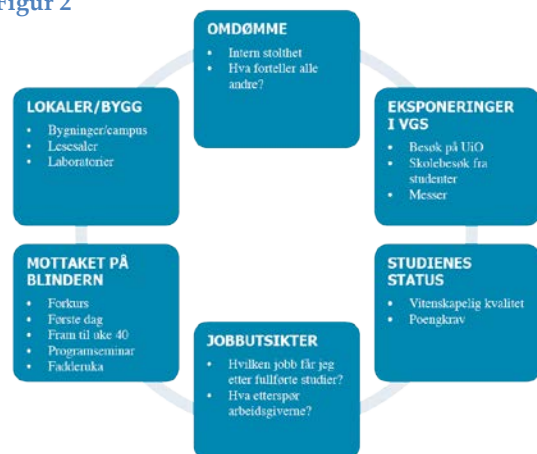 Figur 2
OMDØMME
• Intern stolthet
• Hva forteller alle
andre?
EKSPONERINGER
I VGS
• Besøk på UiO
• Skolebesøk fra
studenter
• Messer
STUDIENES
STATUS
• Vitenskapelig kvalitet
• Poengkrav
JOBBUTSIKTER
• Hvilken jobb får jeg
etter fullførte studier?
• Hva etterspør
arbeidsgiverne?
MOTTAKET PÅ
BLINDERN
• Forkurs
• Første dag
• Fram til uke 40
• Programseminar
• Fadderuka
LOKALER/BYGG
• Bygninger/campus
• Lesesaler
• Laboratorier